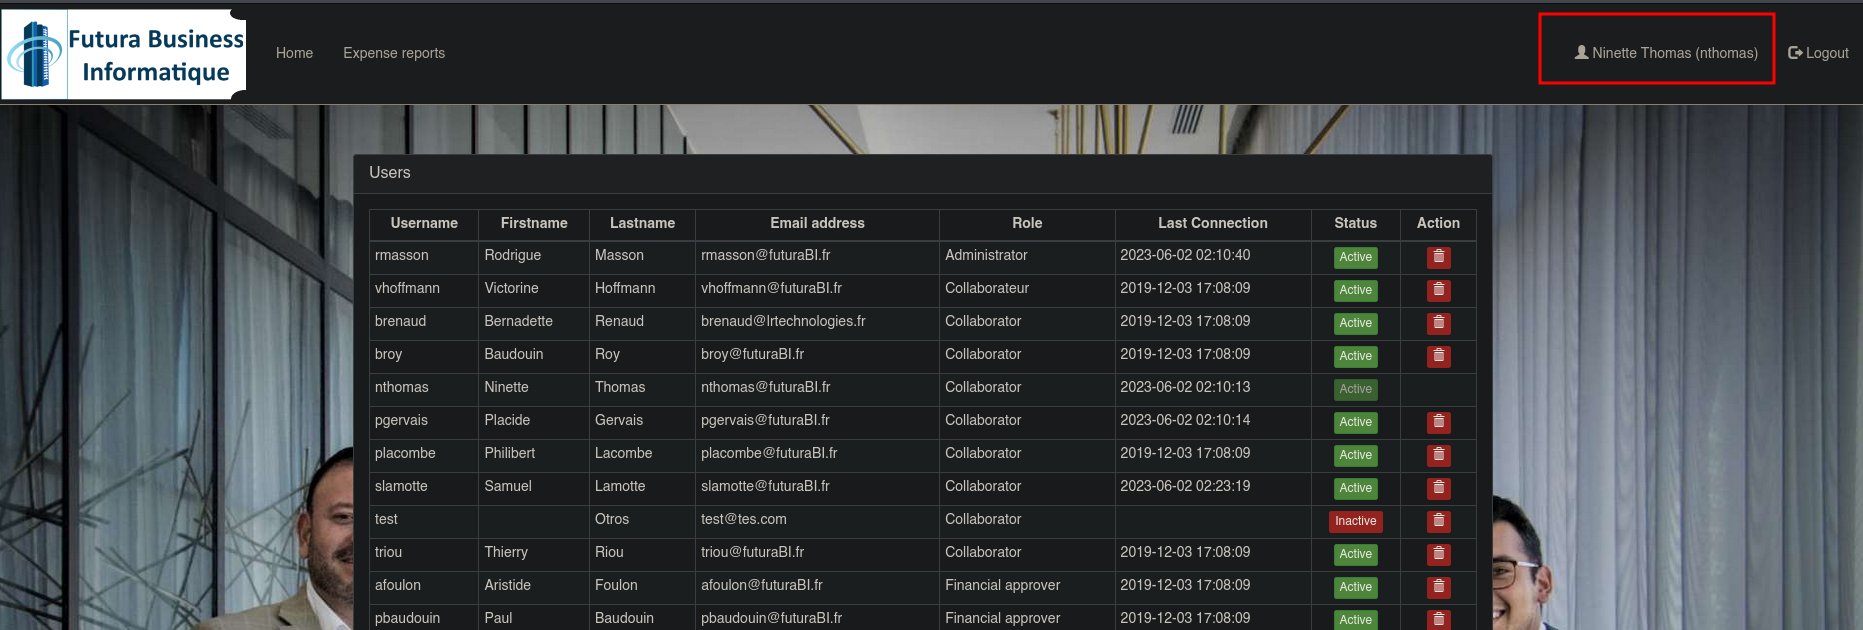 Futura Business
Informatique
Home Expense reports Ninette Thomas (nthomas) Logout
Users
Username Firstname Lastname Email address Role Last Connection Status Action
rmasson Rodrigue Masson rmasson@futuraBI.fr Administrator 2023-06-02 02:10:40 Active
vhoffmann Victorine Hoffmann vhoffmann@futuraBI.fr Collaborateur 2019-12-03 17:08:09 Active
brenaud Bernadette Renaud brenaud@lrtechnologies.fr Collaborator 2019-12-03 17:08:09 Active
broy Baudouin Roy broy@futuraBI.fr Collaborator 2019-12-03 17:08:09 Active
nthomas Ninette Thomas nthomas@futuraBI.fr Collaborator 2023-06-02 02:10:13 Active
pgervais Placide Gervais pgervais@futuraBI.fr Collaborator 2023-06-02 02:10:14 Active
placombe Philibert Lacombe placombe@futuraBI.fr Collaborator 2019-12-03 17:08:09 Active
slamotte Samuel Lamotte slamotte@futuraBI.fr Collaborator 2023-06-02 02:23:19 Active
test Otros test@tes.com Collaborator Inactive
triou Thierry Riou triou@futuraBI.fr Collaborator 2019-12-03 17:08:09 Active
afoulon Aristide Foulon afoulon@futuraBI.fr Financial approver 2019-12-03 17:08:09 Active
pbaudouin Paul Baudouin pbaudouin@futuraBI.fr Financial approver 2019-12-03 17:08:09 Active